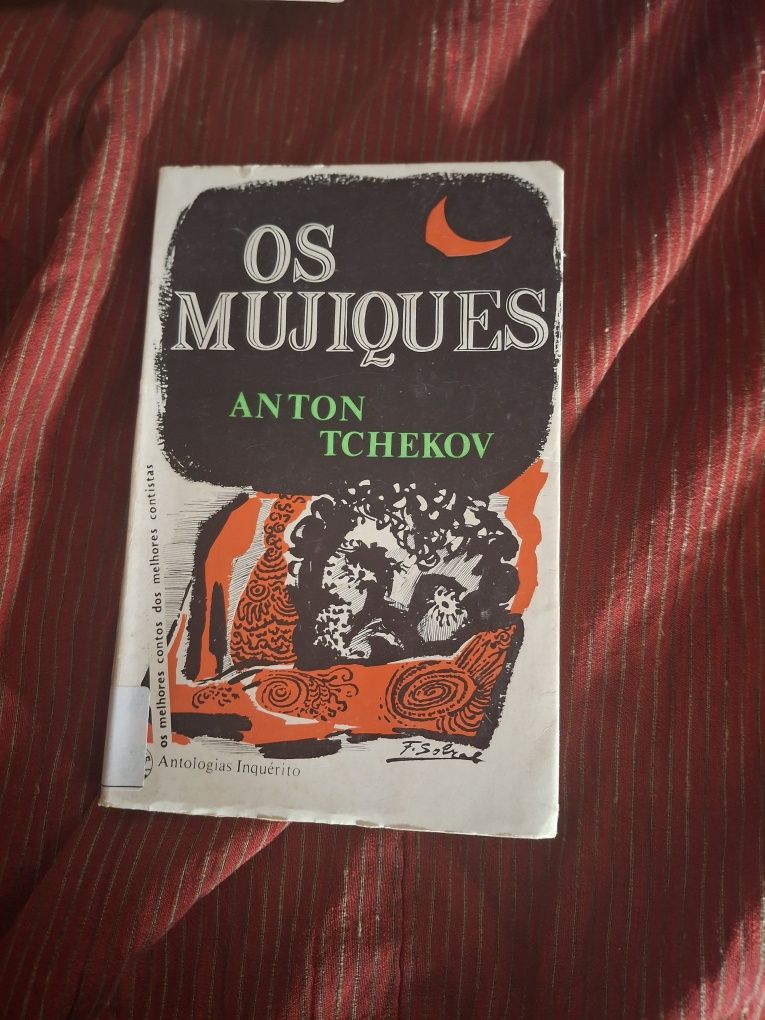 OS
MUJIQUES
ANTON
TCHEKOV
os melhores contos dos melhores contistas
F. Sobral
Antologias Inquérito